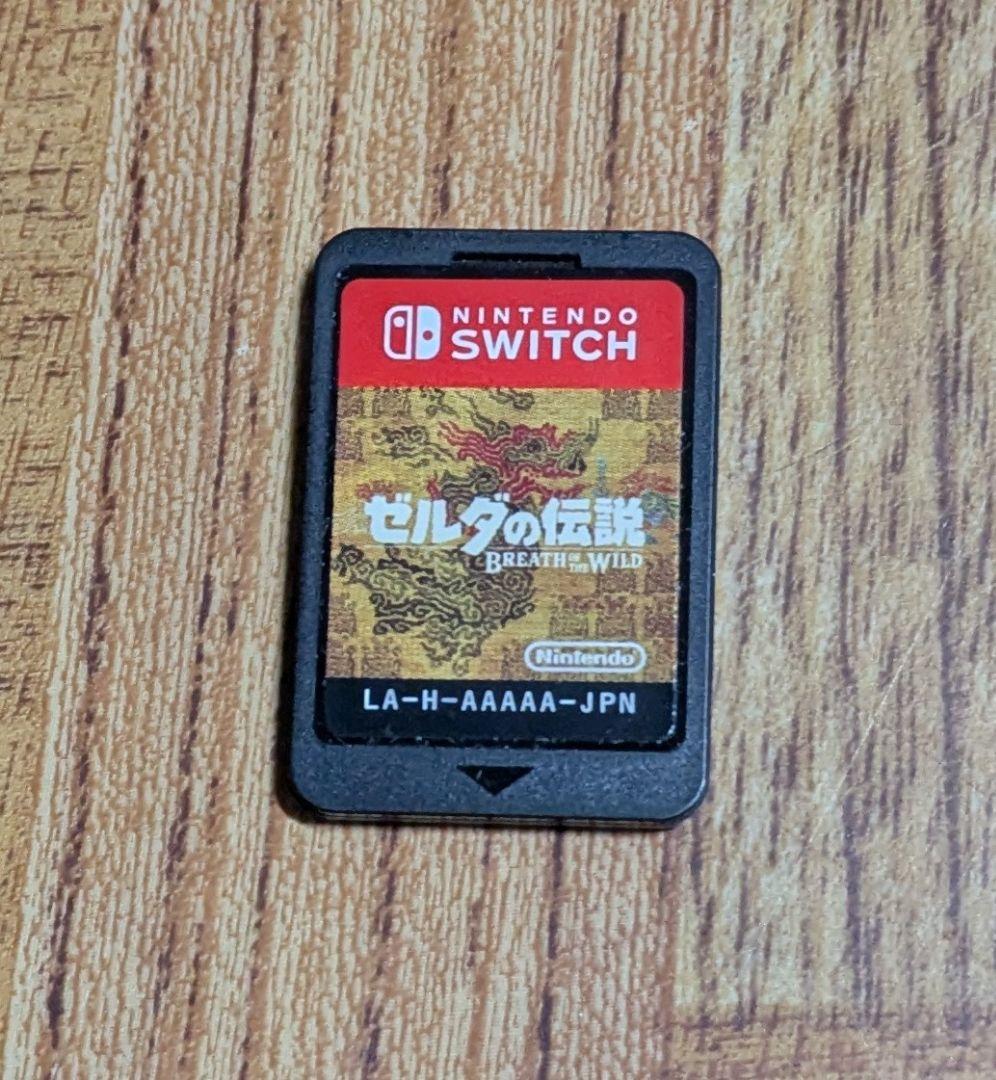 NINTENDO
SWITCH
ゼルダの伝説
BREATH OF THE WILD
Nintendo
LA-H-AAAAA-JPN